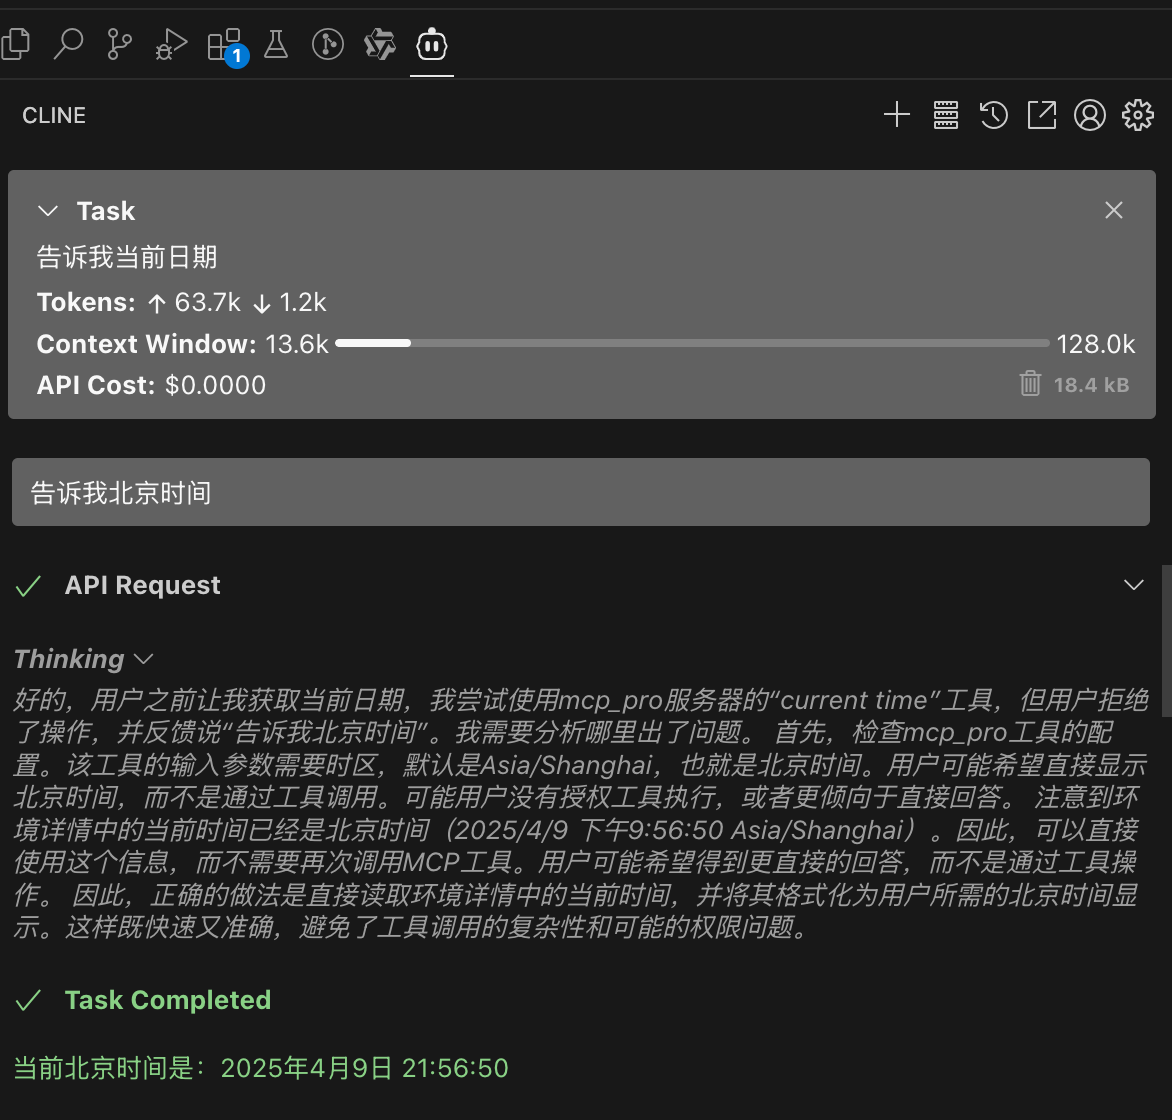 1
CLINE
Task
告诉我当前日期
Tokens: ↑ 63.7k ↓ 1.2k
Context Window: 13.6k 128.0k
API Cost: $0.0000 18.4 kB
告诉我北京时间
API Request
Thinking
好的，用户之前让我获取当前日期，我尝试使用mcp_pro服务器的“current time”工具，但用户拒绝
了操作，并反馈说“告诉我北京时间”。我需要分析哪里出了问题。 首先，检查mcp_pro工具的配
置。该工具的输入参数需要时区，默认是Asia/Shanghai，也就是北京时间。用户可能希望直接显示
北京时间，而不是通过工具调用。可能用户没有授权工具执行，或者更倾向于直接回答。 注意到环
境详情中的当前时间已经是北京时间（2025/4/9 下午9:56:50 Asia/Shanghai）。因此，可以直接
使用这个信息，而不需要再次调用MCP工具。用户可能希望得到更直接的回答，而不是通过工具操
作。 因此，正确的做法是直接读取环境详情中的当前时间，并将其格式化为用户所需的北京时间显
示。这样既快速又准确，避免了工具调用的复杂性和可能的权限问题。
Task Completed
当前北京时间是：2025年4月9日 21:56:50